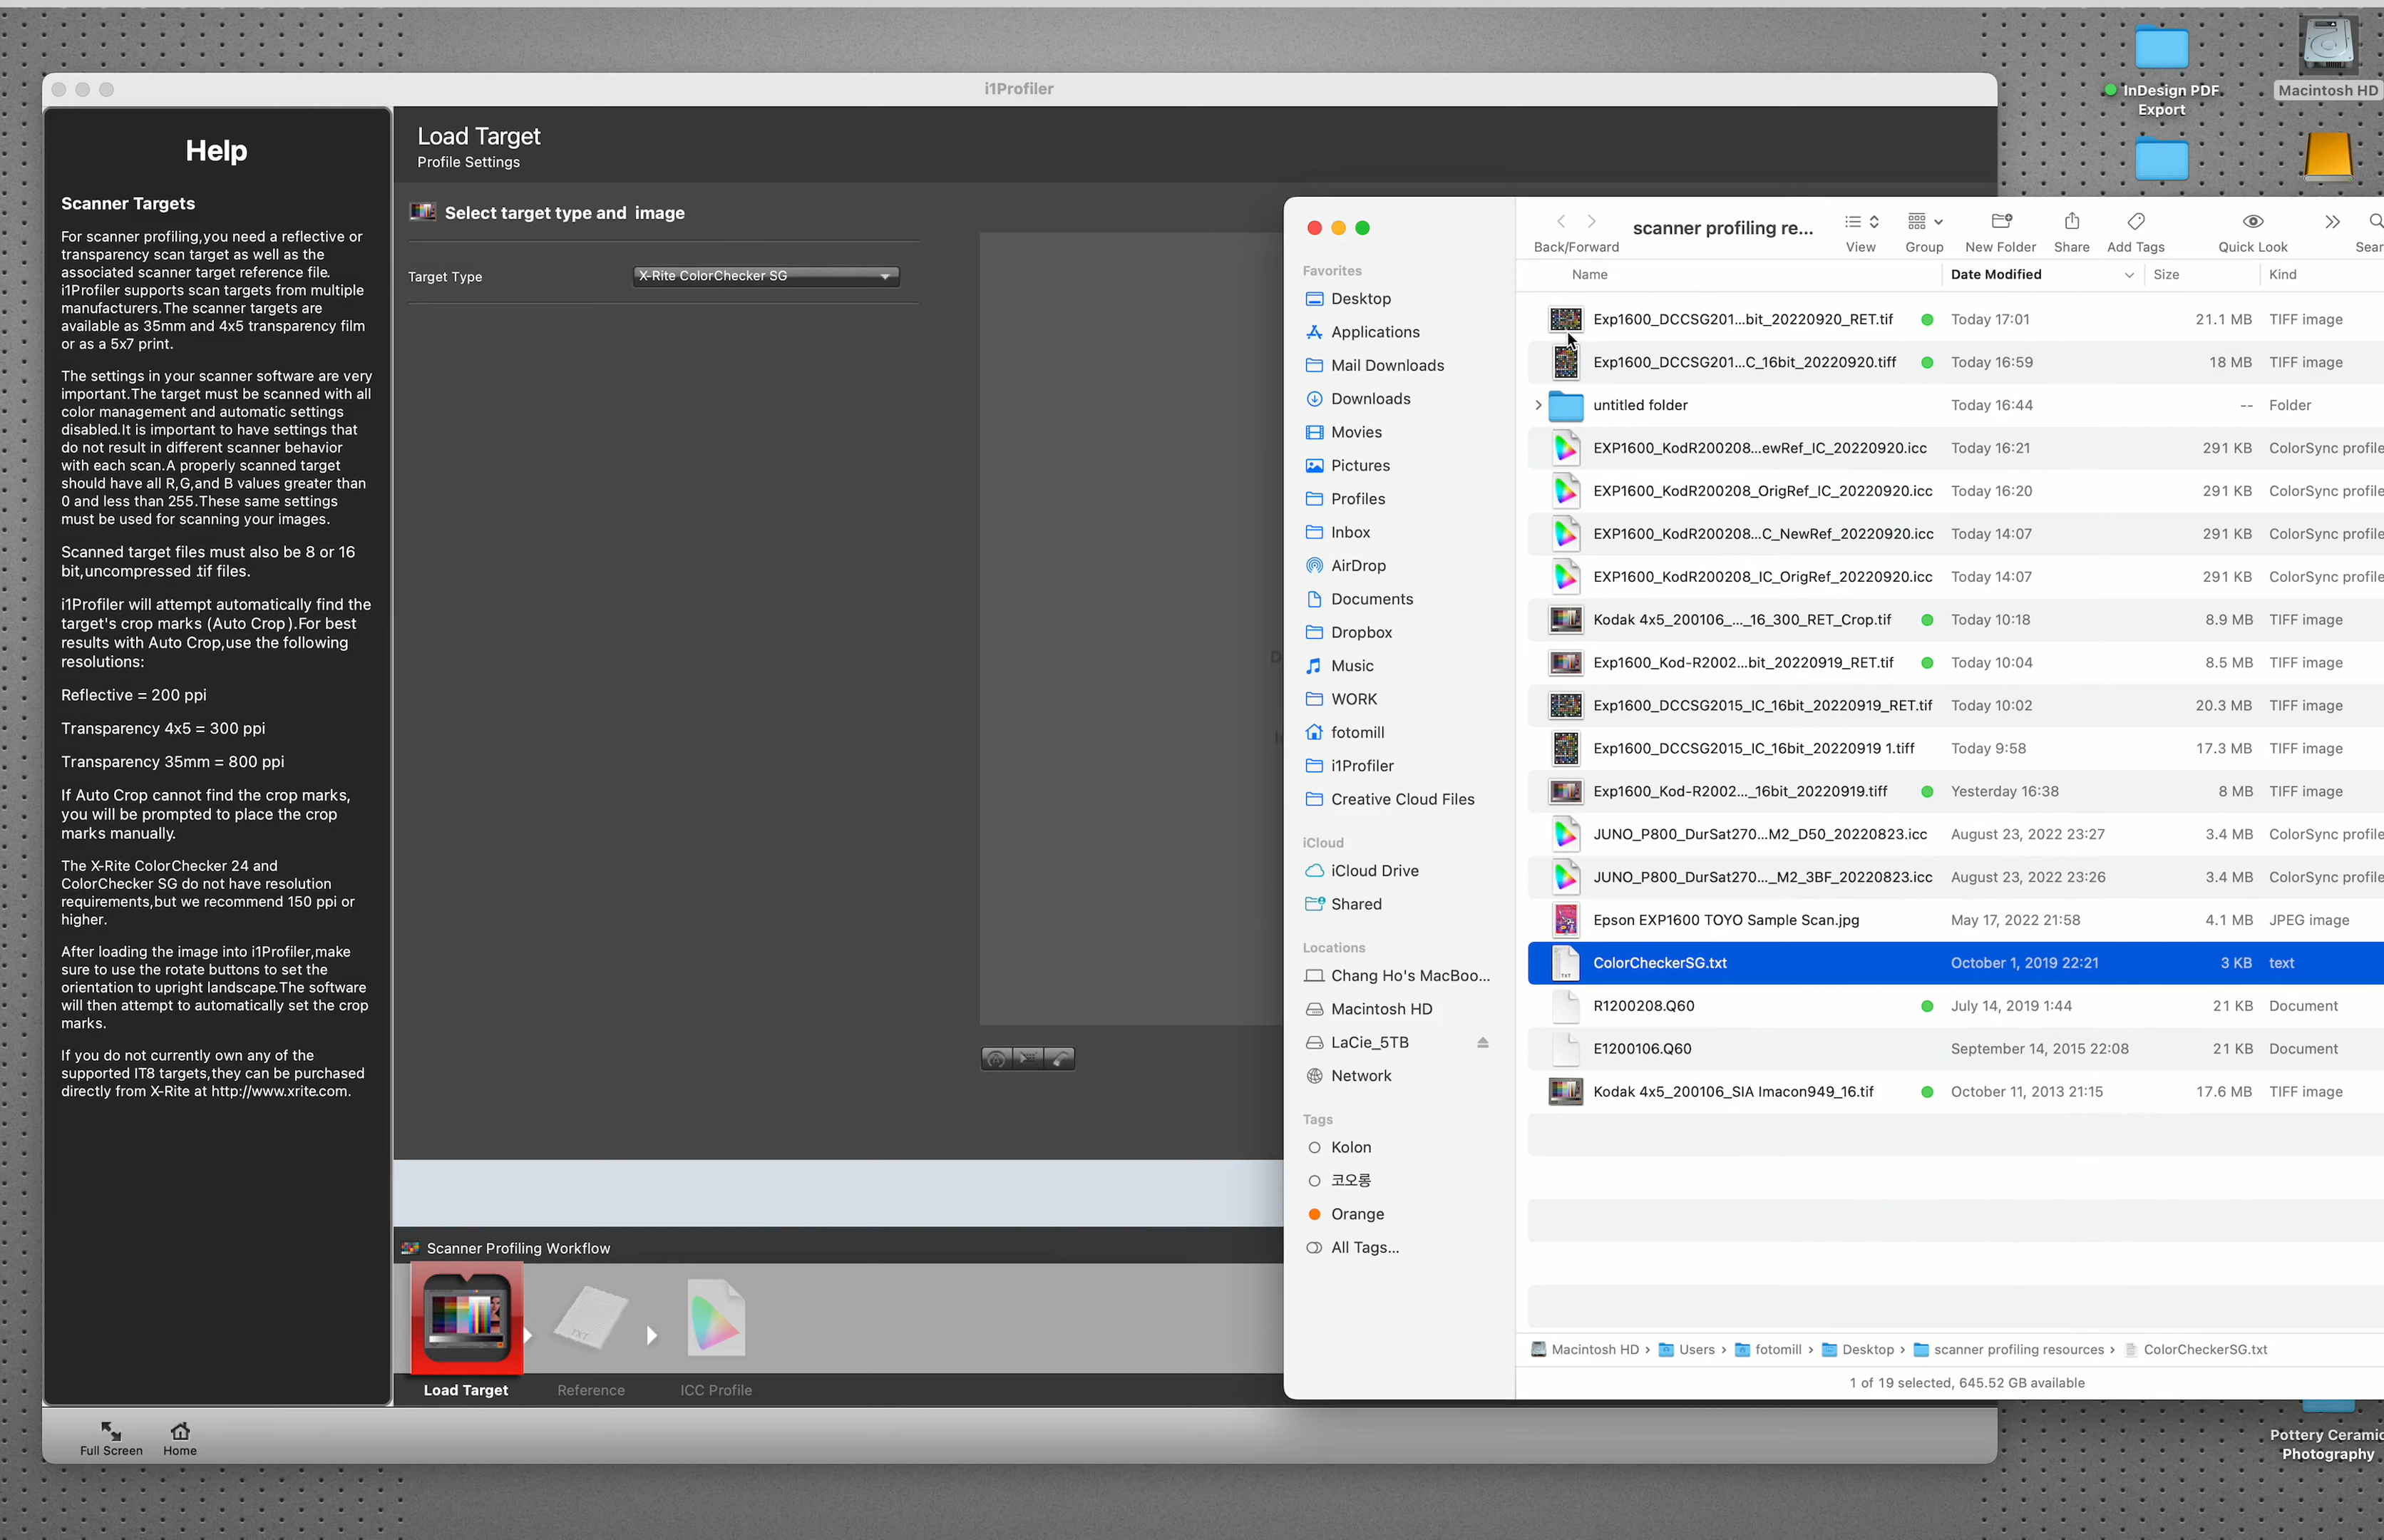 i1Profiler
Help
Scanner Targets
For scanner profiling,you need a reflective or
transparency scan target as well as the
associated scanner target reference file.
i1Profiler supports scan targets from multiple
manufacturers.The scanner targets are
available as 35mm and 4x5 transparency film
or as a 5x7 print.
The settings in your scanner software are very
important.The target must be scanned with all
color management and automatic settings
disabled.It is important to have settings that
do not result in different scanner behavior
with each scan.A properly scanned target
should have all R,G,and B values greater than
0 and less than 255.These same settings
must be used for scanning your images.
Scanned target files must also be 8 or 16
bit,uncompressed .tif files.
i1Profiler will attempt automatically find the
target's crop marks (Auto Crop).For best
results with Auto Crop,use the following
resolutions:
Reflective = 200 ppi
Transparency 4x5 = 300 ppi
Transparency 35mm = 800 ppi
If Auto Crop cannot find the crop marks,
you will be prompted to place the crop
marks manually.
The X-Rite ColorChecker 24 and
ColorChecker SG do not have resolution
requirements,but we recommend 150 ppi or
higher.
After loading the image into i1Profiler,make
sure to use the rotate buttons to set the
orientation to upright landscape.The software
will then attempt to automatically set the crop
marks.
If you do not currently own any of the
supported IT8 targets,they can be purchased
directly from X-Rite at http://www.xrite.com.
Full Screen
Home
Load Target
Profile Settings
Select target type and image
Target Type
X-Rite ColorChecker SG
Scanner Profiling Workflow
TXT
Load Target
Reference
ICC Profile
Favorites
Desktop
Applications
Mail Downloads
Downloads
Movies
Pictures
Profiles
Inbox
AirDrop
Documents
Dropbox
Music
WORK
fotomill
i1Profiler
Creative Cloud Files
iCloud
iCloud Drive
Shared
Locations
Chang Ho's MacBoo...
Macintosh HD
LaCie_5TB
Network
Tags
Kolon
코오롱
Orange
All Tags...
Back/Forward
scanner profiling re...
View
Group
New Folder
Share
Add Tags
Quick Look
Sear
Name Date Modified Size Kind
Exp1600_DCCSG201...bit_20220920_RET.tif Today 17:01 21.1 MB TIFF image
Exp1600_DCCSG201...C_16bit_20220920.tiff Today 16:59 18 MB TIFF image
untitled folder Today 16:44 -- Folder
EXP1600_KodR200208...ewRef_IC_20220920.icc Today 16:21 291 KB ColorSync profile
EXP1600_KodR200208_OrigRef_IC_20220920.icc Today 16:20 291 KB ColorSync profile
EXP1600_KodR200208...C_NewRef_20220920.icc Today 14:07 291 KB ColorSync profile
EXP1600_KodR200208_IC_OrigRef_20220920.icc Today 14:07 291 KB ColorSync profile
Kodak 4x5_200106_..._16_300_RET_Crop.tif Today 10:18 8.9 MB TIFF image
Exp1600_Kod-R2002...bit_20220919_RET.tif Today 10:04 8.5 MB TIFF image
Exp1600_DCCSG2015_IC_16bit_20220919_RET.tif Today 10:02 20.3 MB TIFF image
Exp1600_DCCSG2015_IC_16bit_20220919 1.tiff Today 9:58 17.3 MB TIFF image
Exp1600_Kod-R2002..._16bit_20220919.tiff Yesterday 16:38 8 MB TIFF image
JUNO_P800_DurSat270...M2_D50_20220823.icc August 23, 2022 23:27 3.4 MB ColorSync profile
JUNO_P800_DurSat270..._M2_3BF_20220823.icc August 23, 2022 23:26 3.4 MB ColorSync profile
Epson EXP1600 TOYO Sample Scan.jpg May 17, 2022 21:58 4.1 MB JPEG image
ColorCheckerSG.txt October 1, 2019 22:21 3 KB text
R1200208.Q60 July 14, 2019 1:44 21 KB Document
E1200106.Q60 September 14, 2015 22:08 21 KB Document
Kodak 4x5_200106_SIA Imacon949_16.tif October 11, 2013 21:15 17.6 MB TIFF image
Macintosh HD › Users › fotomill › Desktop › scanner profiling resources › ColorCheckerSG.txt
1 of 19 selected, 645.52 GB available
InDesign PDF
Export
Macintosh HD
Pottery Ceramic
Photography